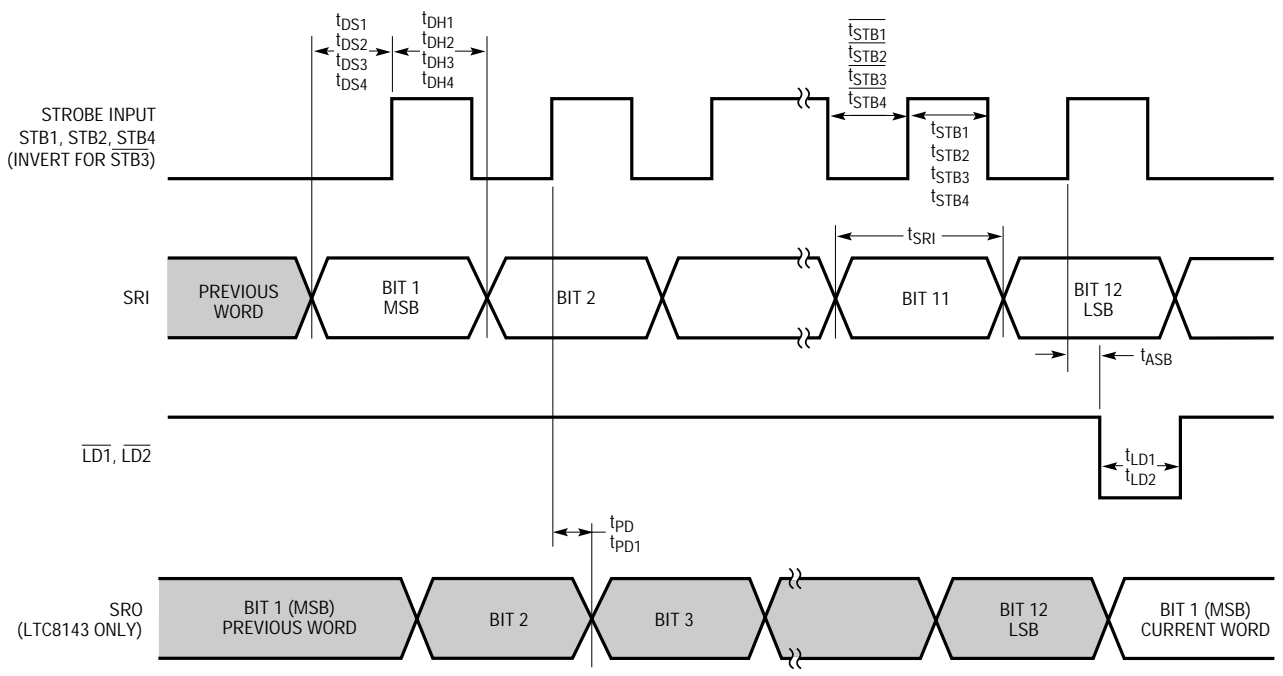 tDS1
tDS2
tDS3
tDS4
tDH1
tDH2
tDH3
tDH4
tSTB1
tSTB2
tSTB3
tSTB4
STROBE INPUT
STB1, STB2, STB4
(INVERT FOR STB3)
tSTB1
tSTB2
tSTB3
tSTB4
tSRI
SRI
PREVIOUS
WORD
BIT 1
MSB
BIT 2
BIT 11
BIT 12
LSB
tASB
LD1, LD2
tLD1
tLD2
tPD
tPD1
SRO
(LTC8143 ONLY)
BIT 1 (MSB)
PREVIOUS WORD
BIT 2
BIT 3
BIT 12
LSB
BIT 1 (MSB)
CURRENT WORD